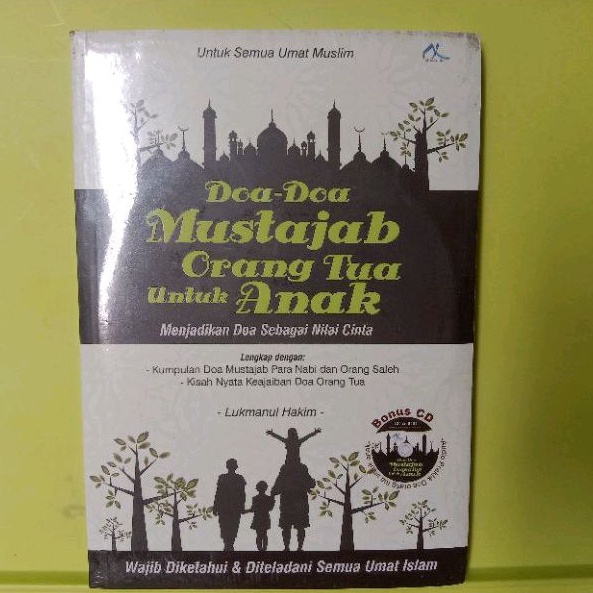 Untuk Semua Umat Muslim
Doa-Doa
Mustajab
Orang Tua
Untuk Anak
Menjadikan Doa Sebagai Nilai Cinta
Lengkap dengan:
- Kumpulan Doa Mustajab Para Nabi dan Orang Saleh
- Kisah Nyata Keajaiban Doa Orang Tua
- Lukmanul Hakim -
Bonus CD
Wajib Diketahui & Diteladani Semua Umat Islam